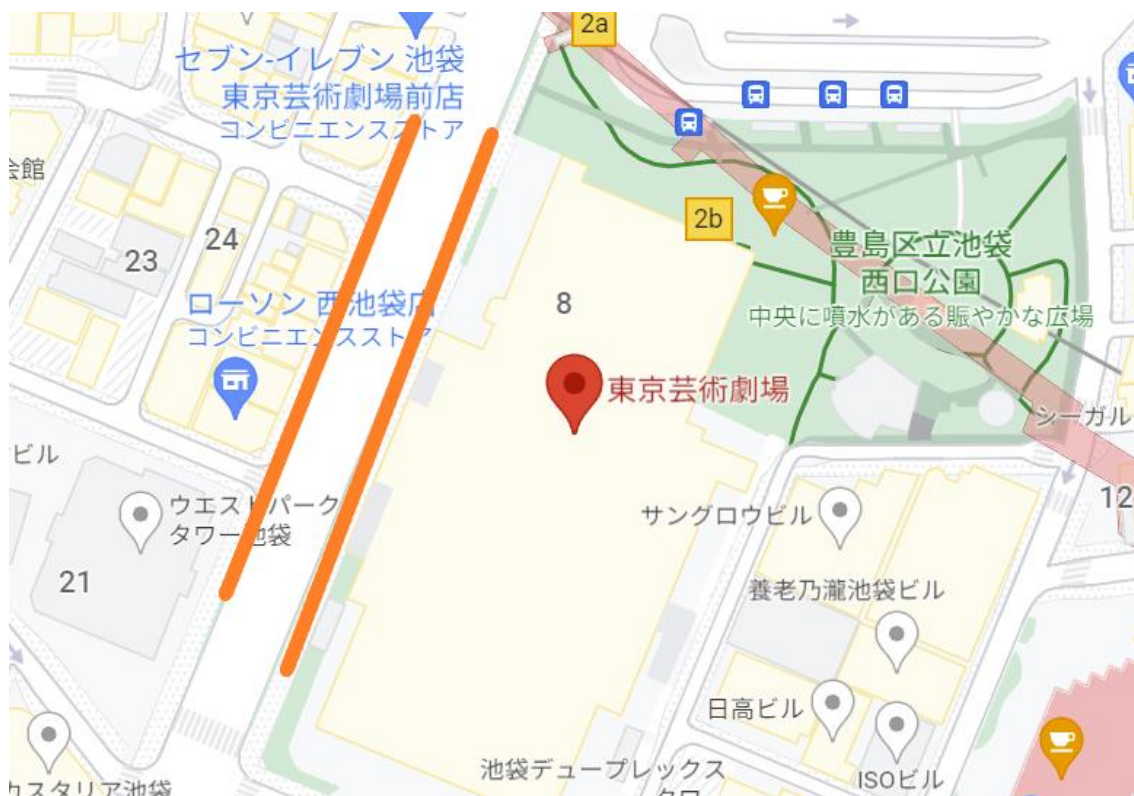 2a
セブン-イレブン 池袋
東京芸術劇場前店
コンビニエンスストア
会館
24
23
2b
豊島区立池袋
西口公園
中央に噴水がある賑やかな広場
ローソン 西池袋店
コンビニエンスストア
8
東京芸術劇場
シーガル
ビル
12
ウエストパーク
タワー池袋
サングロウビル
21
養老乃瀧池袋ビル
日高ビル
池袋デュープレックス
ISOビル
カスタリア池袋